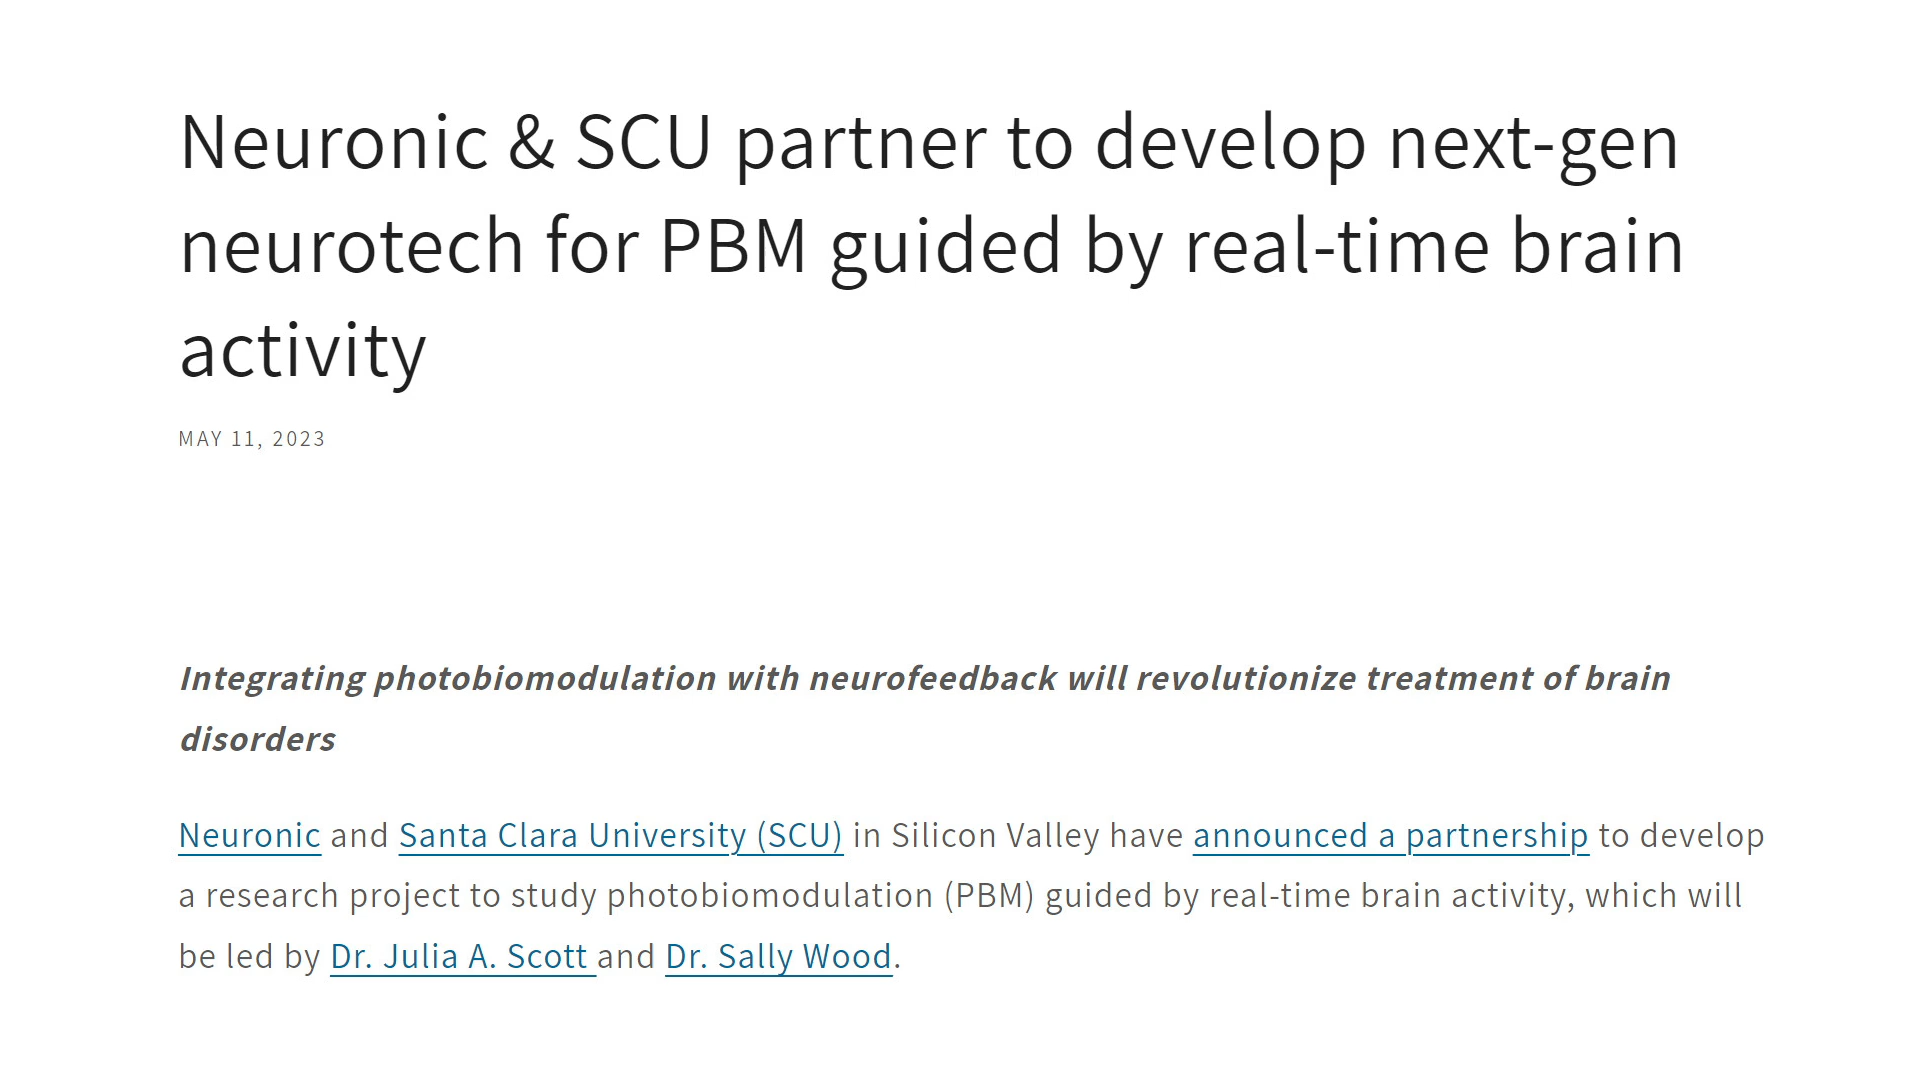 Neuronic & SCU partner to develop next-gen
neurotech for PBM guided by real-time brain
activity
MAY 11, 2023
Integrating photobiomodulation with neurofeedback will revolutionize treatment of brain
disorders
Neuronic and Santa Clara University (SCU) in Silicon Valley have announced a partnership to develop
a research project to study photobiomodulation (PBM) guided by real-time brain activity, which will
be led by Dr. Julia A. Scott and Dr. Sally Wood.